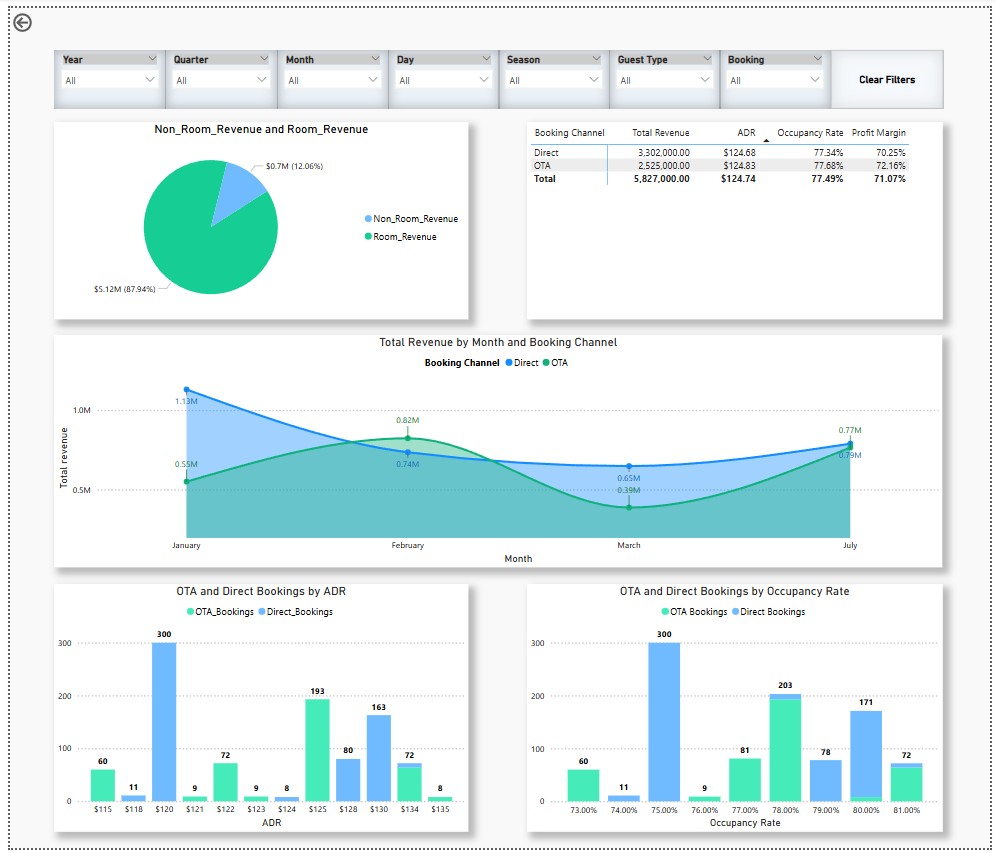 Year Quarter Month Day Season Guest Type Booking
All All All All All All All Clear Filters
Non_Room_Revenue and Room_Revenue
$0.7M (12.06%)
Non_Room_Revenue
Room_Revenue
$5.12M (87.94%)
Booking Channel Total Revenue ADR Occupancy Rate Profit Margin
Direct 3,302,000.00 $124.68 77.34% 70.25%
OTA 2,525,000.00 $124.83 77.68% 72.16%
Total 5,827,000.00 $124.74 77.49% 71.07%
Total Revenue by Month and Booking Channel
Booking Channel Direct OTA
Total revenue
1.13M
1.0M
0.82M
0.77M
0.79M
0.55M 0.74M
0.65M
0.5M 0.39M
January February March July
Month
OTA and Direct Bookings by ADR
OTA_Bookings Direct_Bookings
300
300
200
193
163
100
80
60 72 72
11 9 9 8 8
0
$115 $118 $120 $121 $122 $123 $124 $125 $128 $130 $134 $135
ADR
OTA and Direct Bookings by Occupancy Rate
OTA Bookings Direct Bookings
300
300
203
200
171
100
60 81 78 72
11 9
0
73.00% 74.00% 75.00% 76.00% 77.00% 78.00% 79.00% 80.00% 81.00%
Occupancy Rate